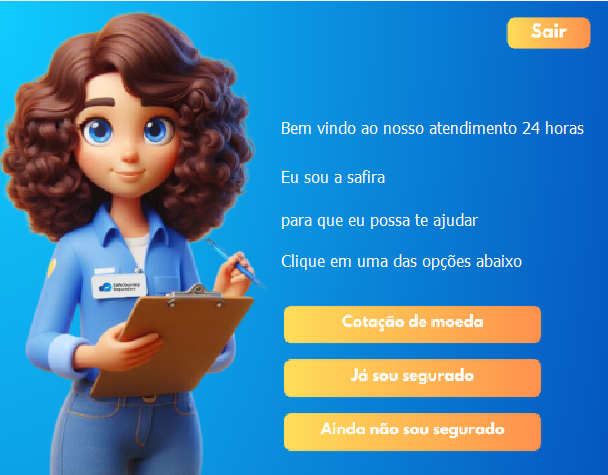 Sair
Bem vindo ao nosso atendimento 24 horas
Eu sou a safira
para que eu possa te ajudar
Clique em uma das opções abaixo
Cotação de moeda
Já sou segurado
Ainda não sou segurado